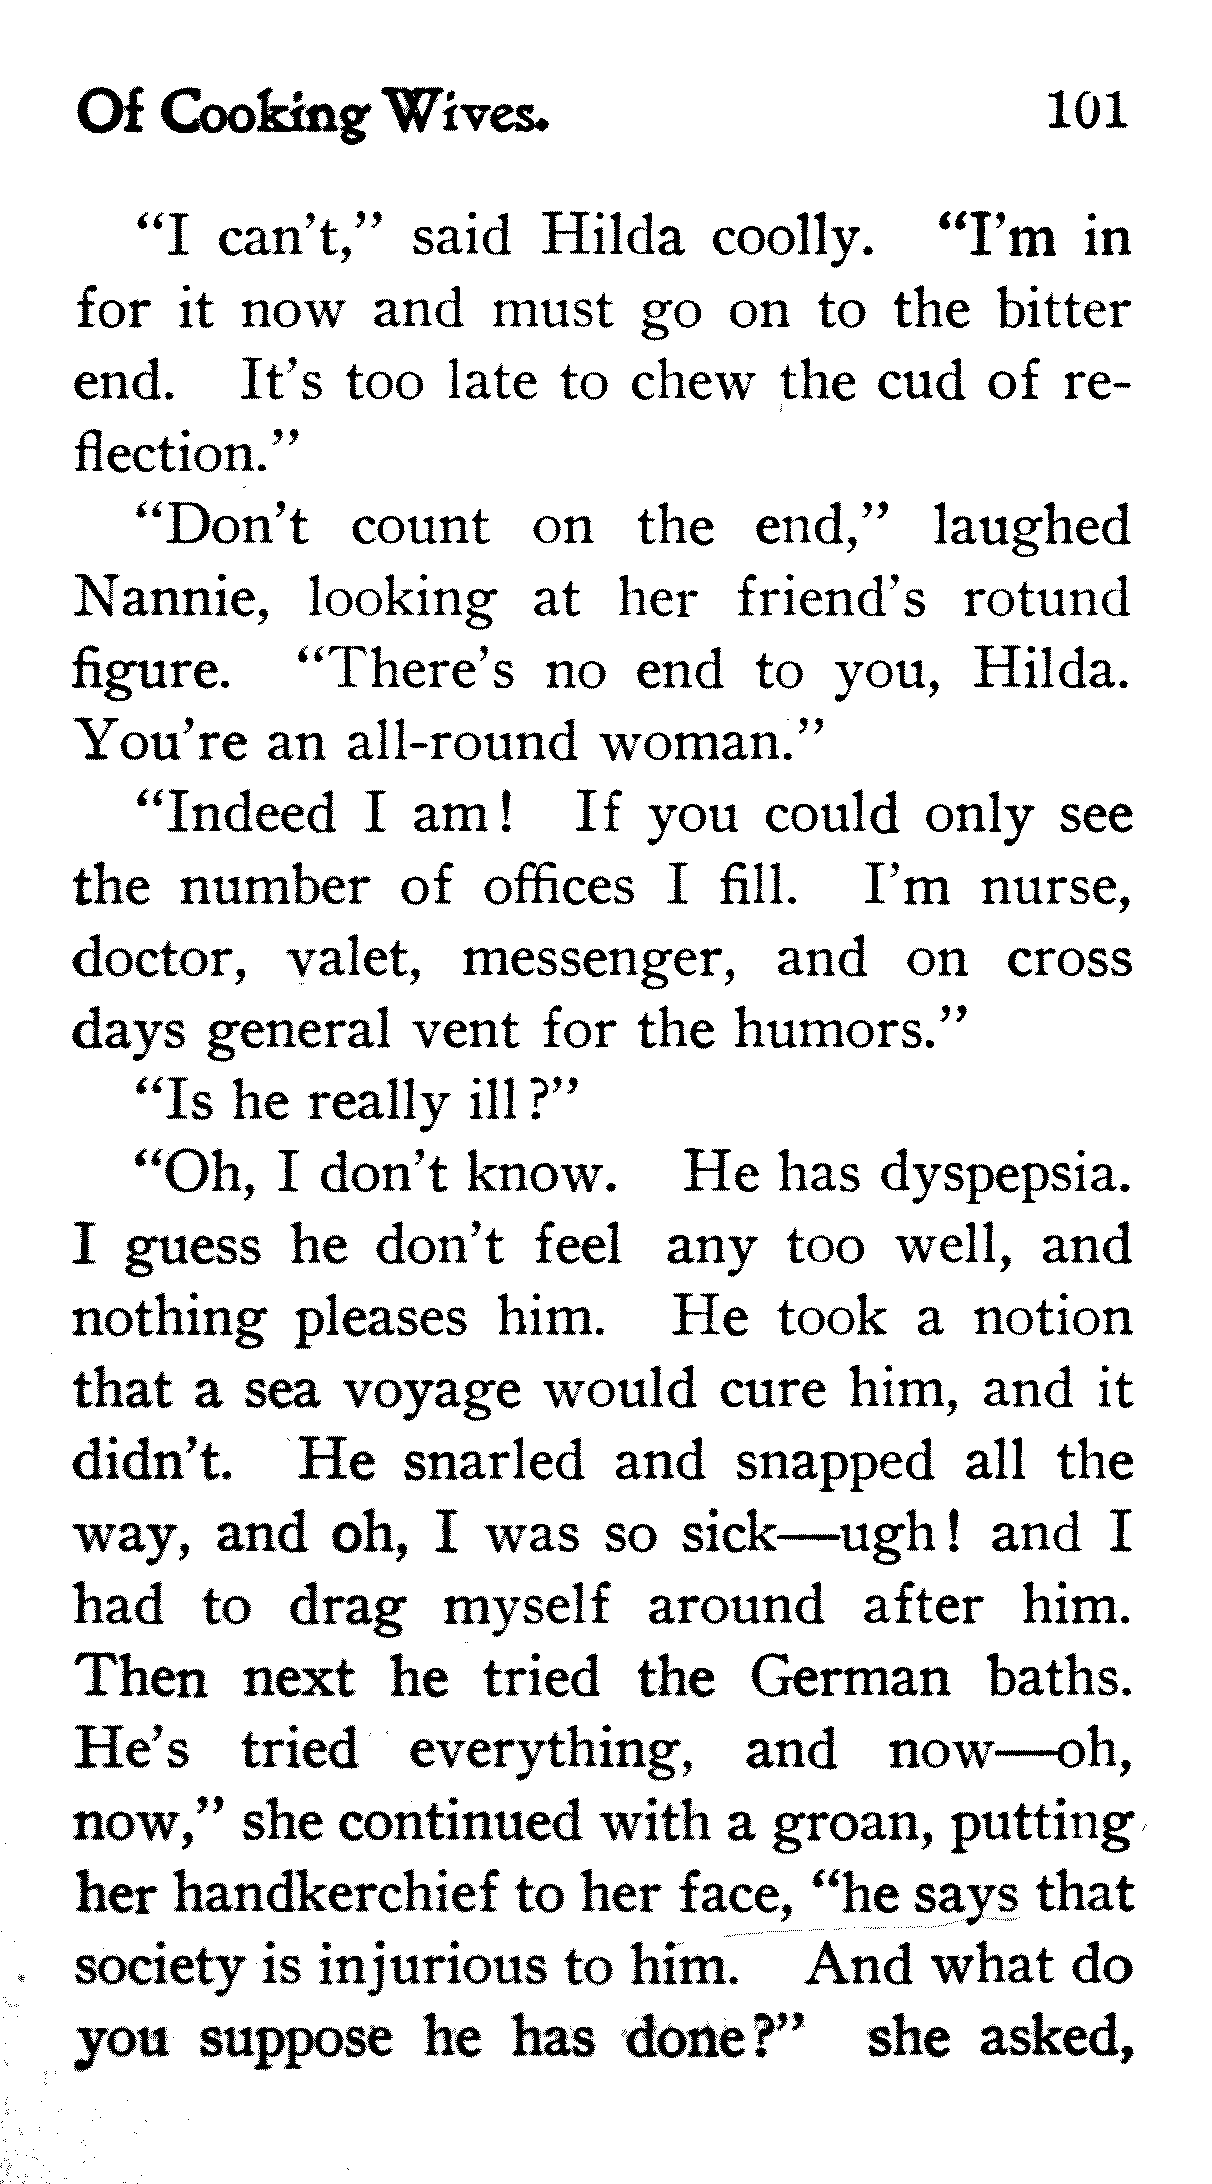 Of Cooking Wives. 101
"I can't," said Hilda coolly. "I'm in
for it now and must go on to the bitter
end. It's too late to chew the cud of re-
flection."
"Don't count on the end," laughed
Nannie, looking at her friend's rotund
figure. "There's no end to you, Hilda.
You're an all-round woman."
"Indeed I am! If you could only see
the number of offices I fill. I'm nurse,
doctor, valet, messenger, and on cross
days general vent for the humors."
"Is he really ill?"
"Oh, I don't know. He has dyspepsia.
I guess he don't feel any too well, and
nothing pleases him. He took a notion
that a sea voyage would cure him, and it
didn't. He snarled and snapped all the
way, and oh, I was so sick—ugh! and I
had to drag myself around after him.
Then next he tried the German baths.
He's tried everything, and now—oh,
now," she continued with a groan, putting
her handkerchief to her face, "he says that
society is injurious to him. And what do
you suppose he has done?" she asked,